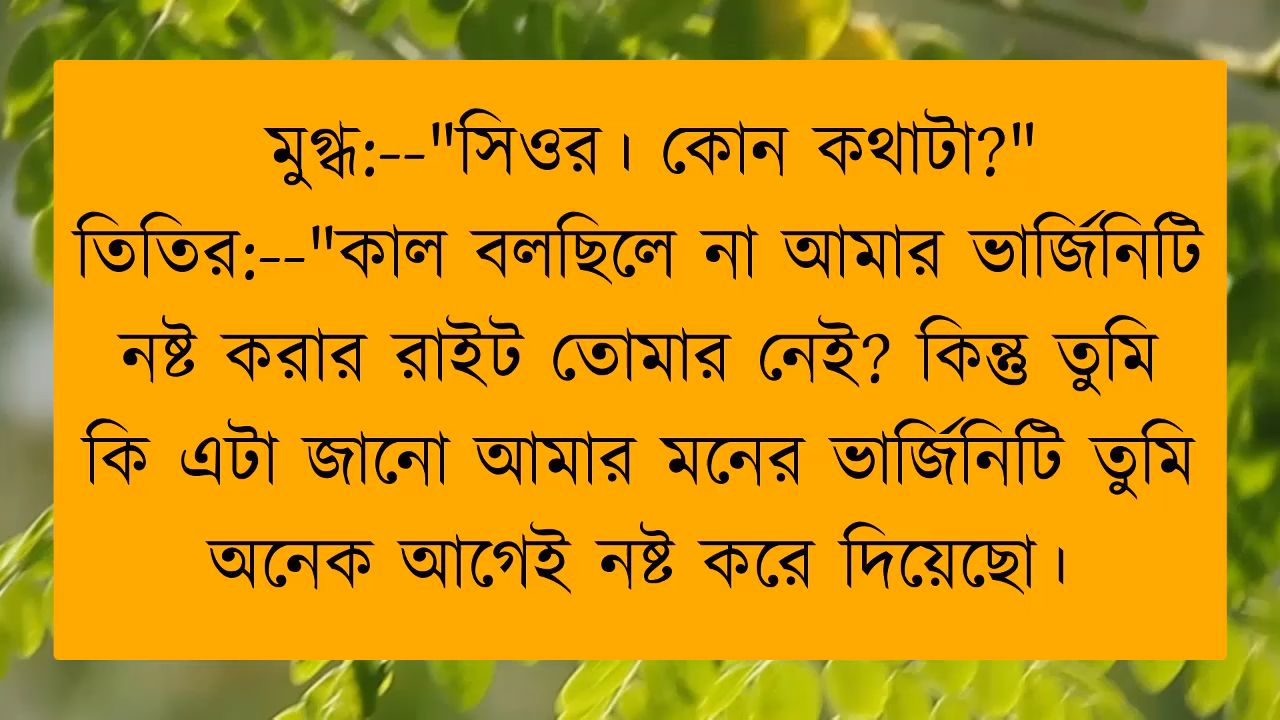 মুগ্ধ:--"সিওর। কোন কথাটা?"
তিতির:--"কাল বলছিলে না আমার ভার্জিনিটি
নষ্ট করার রাইট তোমার নেই? কিন্তু তুমি
কি এটা জানো আমার মনের ভার্জিনিটি তুমি
অনেক আগেই নষ্ট করে দিয়েছো।